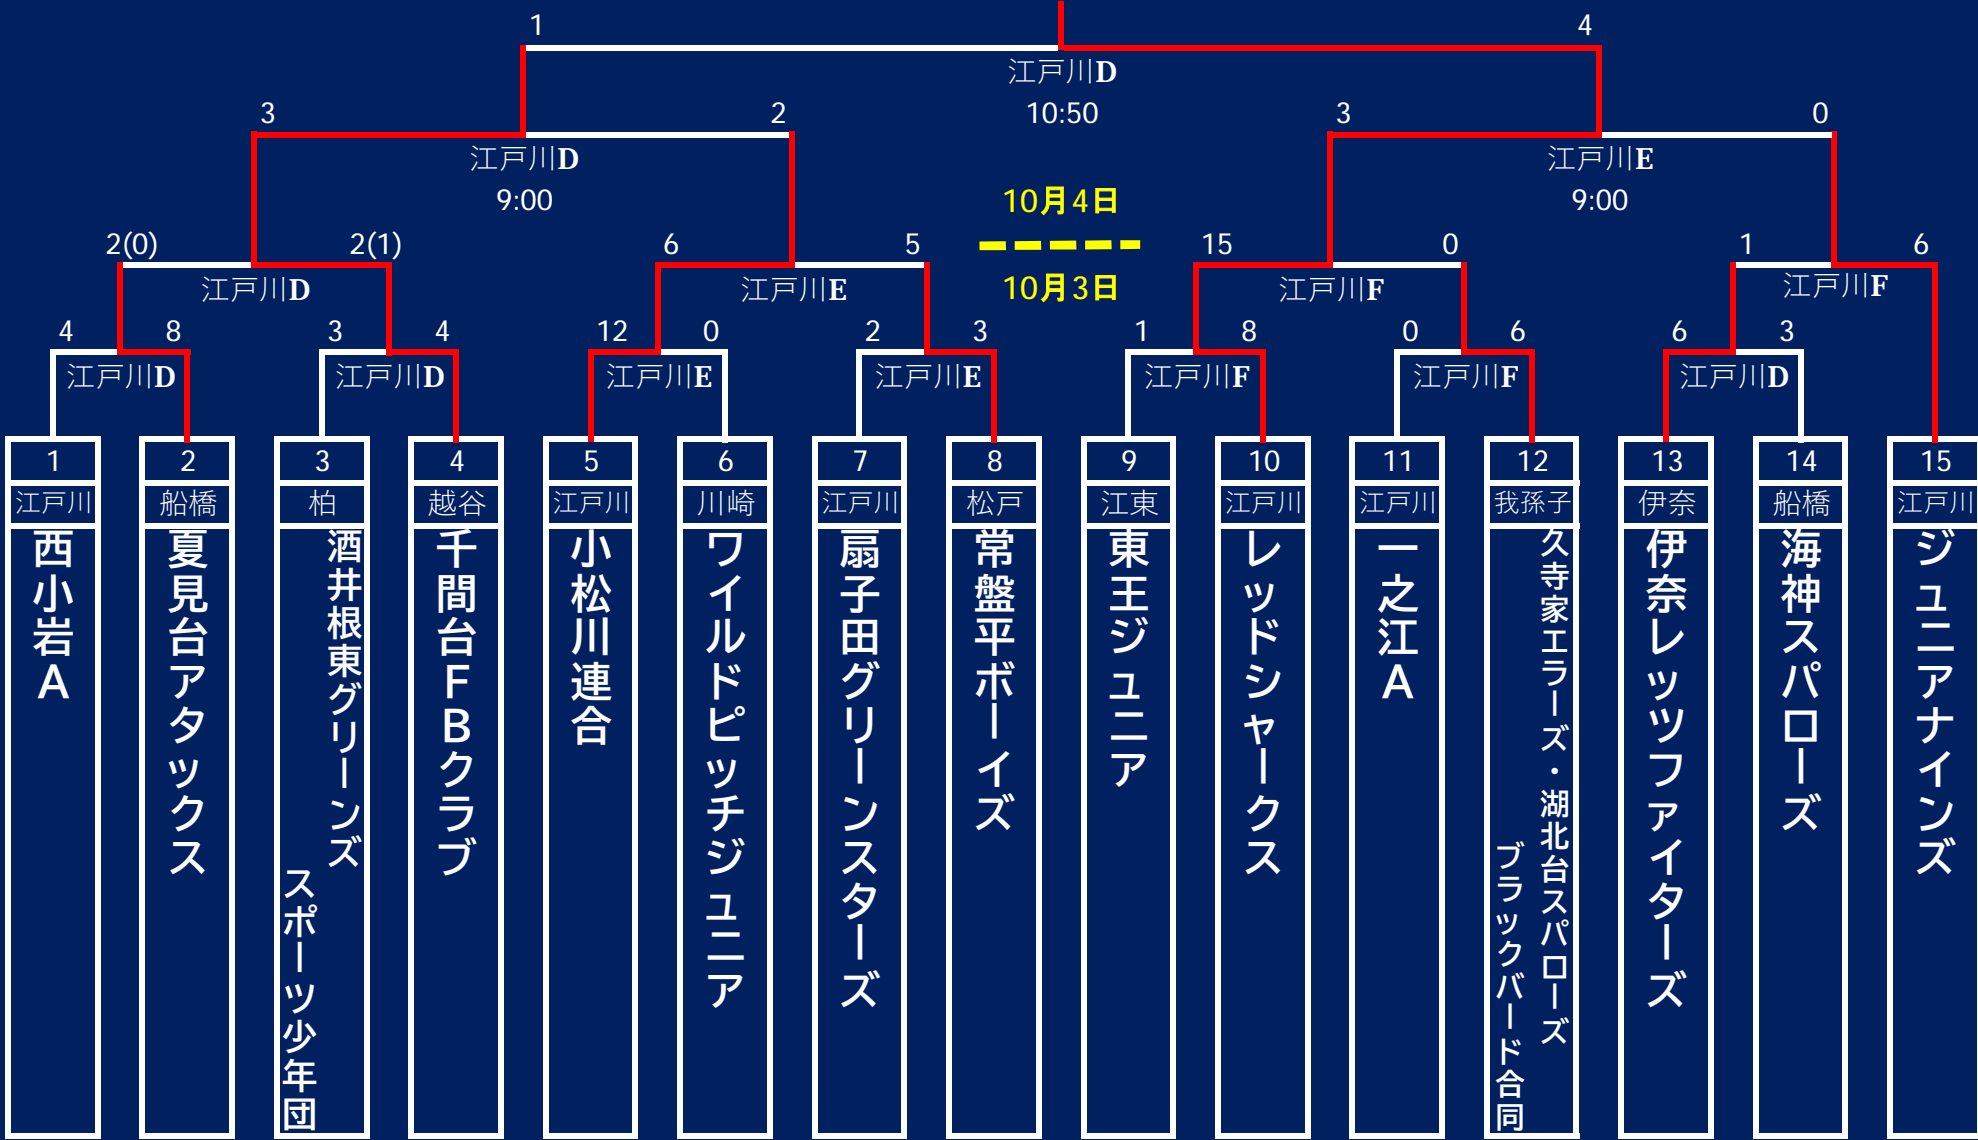 1 4
江戸川D
10:50
3 2 3 0
江戸川D 江戸川E
9:00 9:00
10月4日
2(0) 2(1) 6 5 15 0 1 6
江戸川D 江戸川E 江戸川F 江戸川F
10月3日
4 8 3 4 12 0 2 3 1 8 0 6 6 3
江戸川D 江戸川D 江戸川E 江戸川E 江戸川F 江戸川F 江戸川D
1 2 3 4 5 6 7 8 9 10 11 12 13 14 15
江戸川 船橋 柏 越谷 江戸川 川崎 江戸川 松戸 江東 江戸川 江戸川 我孫子 伊奈 船橋 江戸川
西小岩A
夏見台アタックス
酒井根東グリーンズ
スポーツ少年団
千間台FBクラブ
小松川連合
ワイルドピッチジュニア
扇子田グリーンスターズ
常盤平ボーイズ
東王ジュニア
レッドシャークス
一之江A
久寺家エラーズ・湖北台スパローズ
ブラックバード合同
伊奈レッツファイターズ
海神スパローズ
ジュニアナインズ